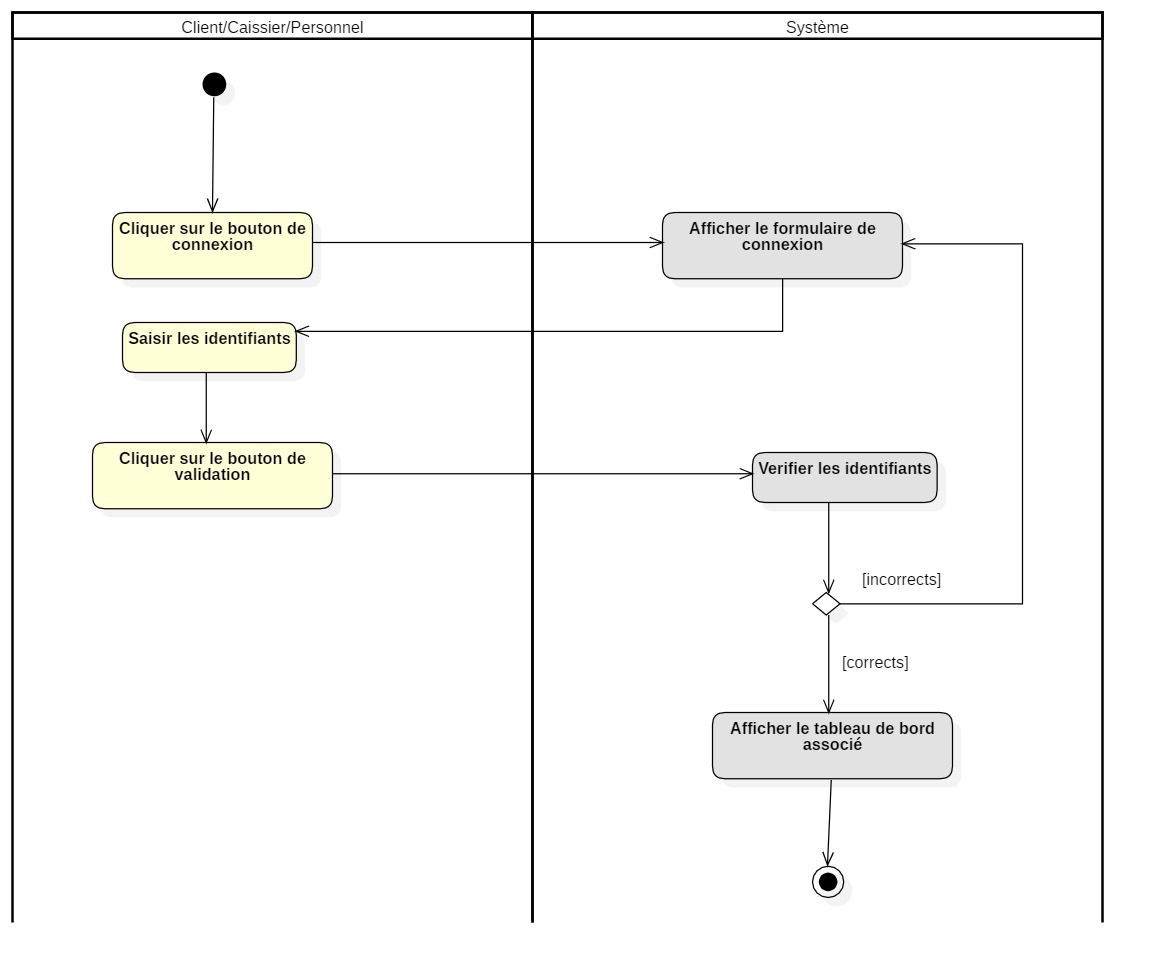 Client/Caissier/Personnel
Système
Cliquer sur le bouton de
connexion
Afficher le formulaire de
connexion
Saisir les identifiants
Cliquer sur le bouton de
validation
Verifier les identifiants
[incorrects]
[corrects]
Afficher le tableau de bord
associé